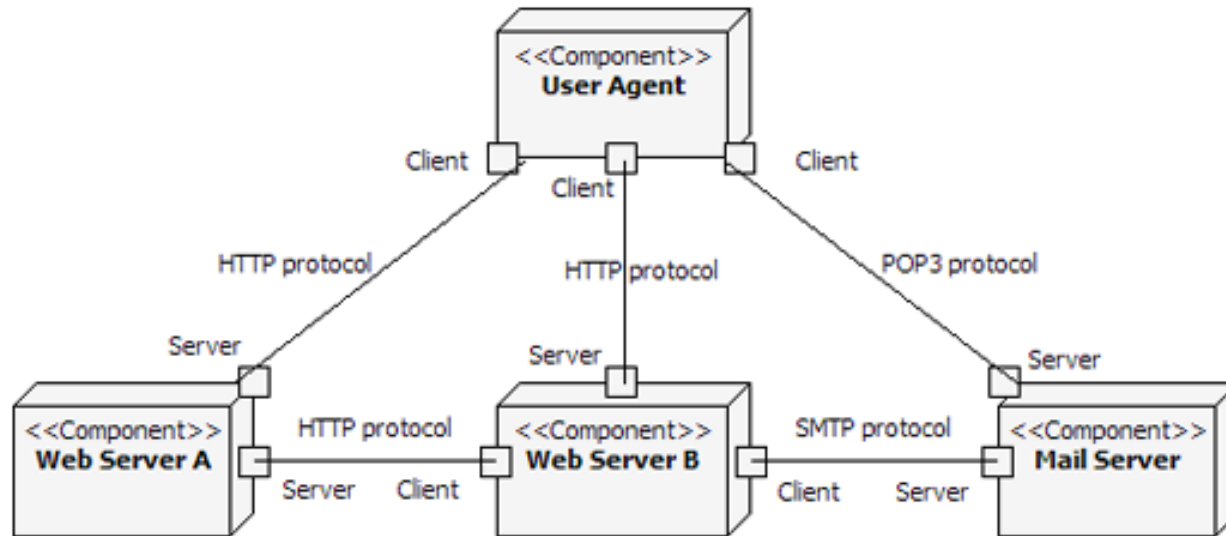 <<Component>>
User Agent
Client
Client
Client
HTTP protocol
HTTP protocol
POP3 protocol
Server
Server
Server
<<Component>>
Web Server A
HTTP protocol
Server
Client
<<Component>>
Web Server B
SMTP protocol
Client
Server
<<Component>>
Mail Server